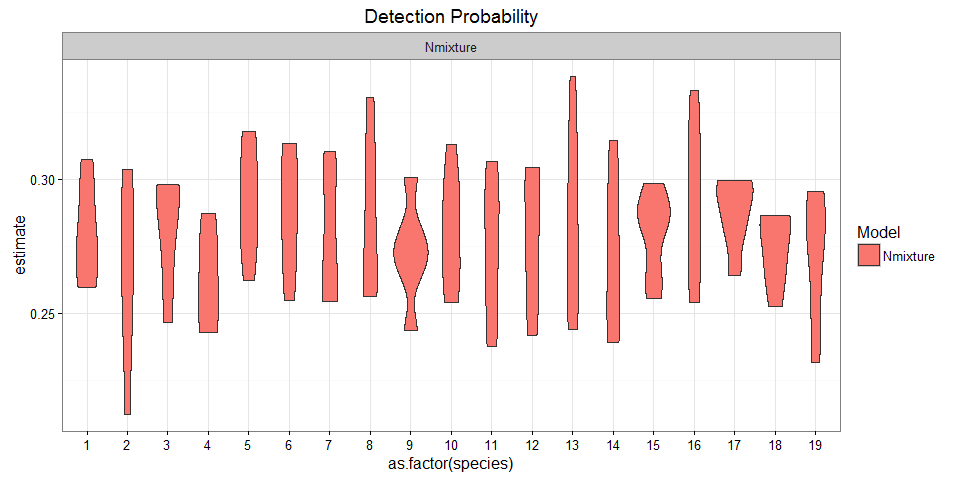 Detection Probability
Nmixture
0.30
0.25
estimate
1 2 3 4 5 6 7 8 9 10 11 12 13 14 15 16 17 18 19
as.factor(species)
Model
Nmixture